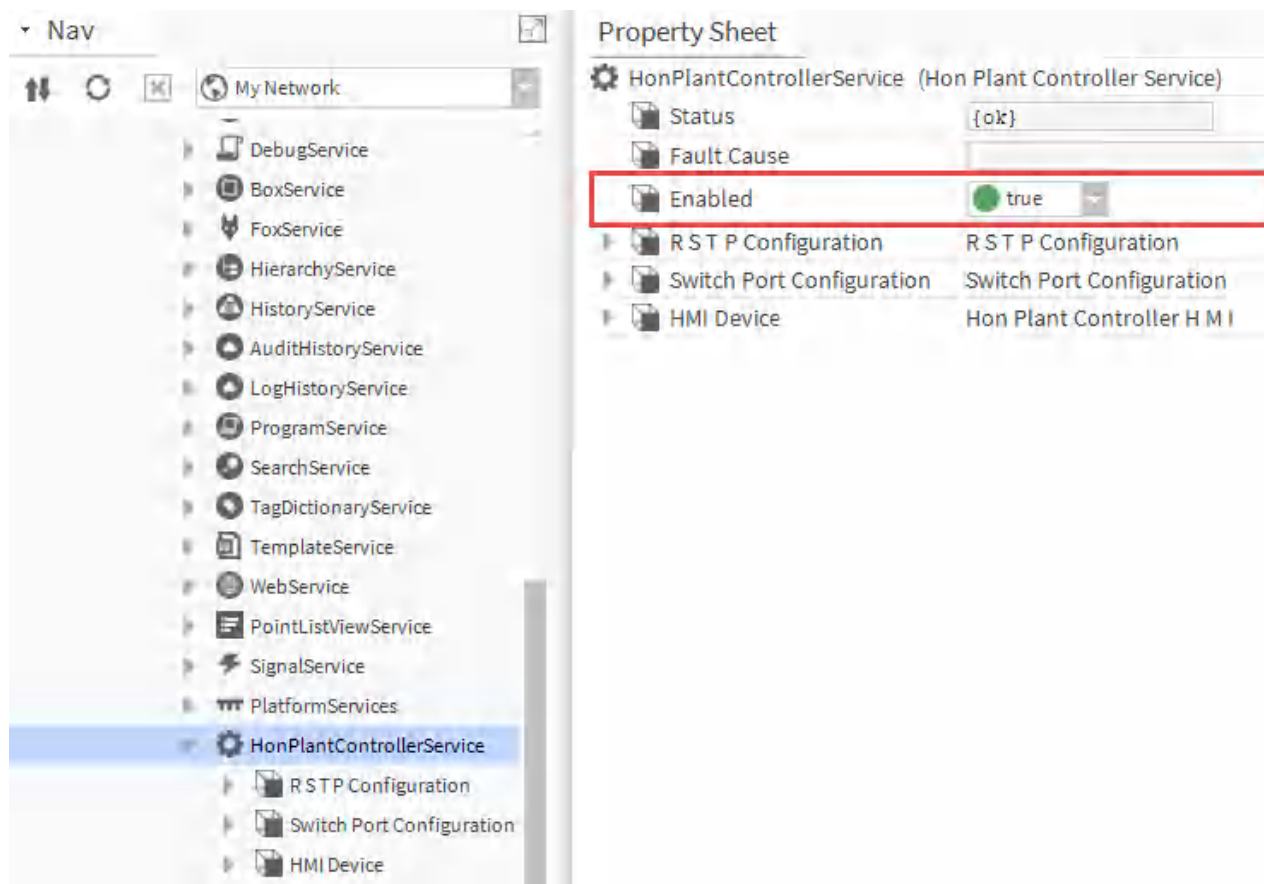 Nav
My Network
DebugService
BoxService
FoxService
HierarchyService
HistoryService
AuditHistoryService
LogHistoryService
ProgramService
SearchService
TagDictionaryService
TemplateService
WebService
PointListViewService
SignalService
PlatformServices
HonPlantControllerService
R S T P Configuration
Switch Port Configuration
HMI Device
Property Sheet
HonPlantControllerService (Hon Plant Controller Service)
Status {ok}
Fault Cause
Enabled true
R S T P Configuration R S T P Configuration
Switch Port Configuration Switch Port Configuration
HMI Device Hon Plant Controller H M I